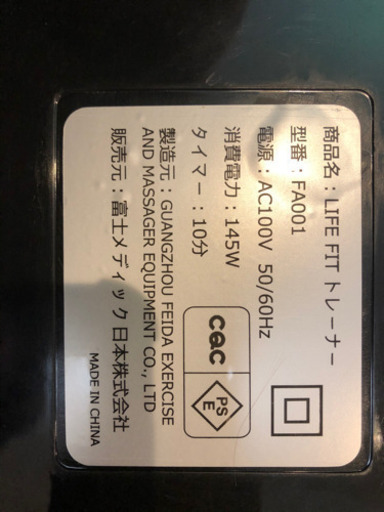 商品名：LIFE FIT トレーナー
型番：FA001
電源：AC100V 50/60Hz
消費電力：145W
タイマー：10分
製造元：GUANGZHOU FEIDA EXERCISE
AND MASSAGER EQUIPMENT CO., LTD
販売元：富士メディック日本株式会社
MADE IN CHINA
CQC
PS
E